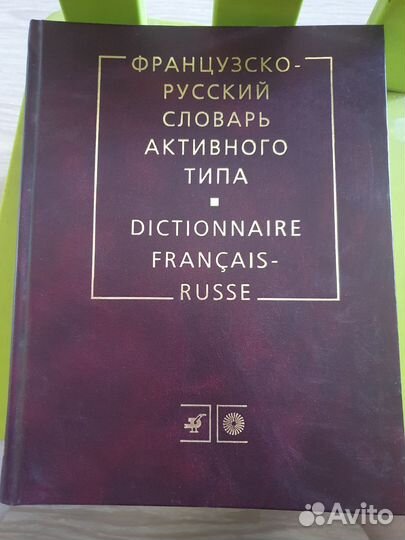 ФРАНЦУЗСКО-
РУССКИЙ
СЛОВАРЬ
АКТИВНОГО
ТИПА
DICTIONNAIRE
FRANÇAIS-
RUSSE
Avito